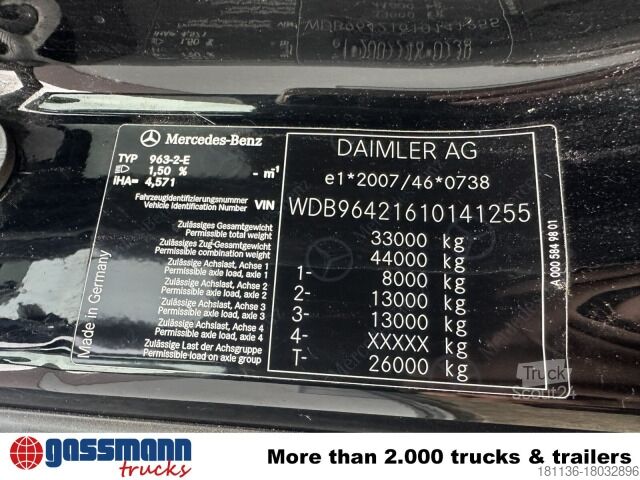 Mercedes-Benz
TYP 963-2-E
1,50 % - m⁻¹
IHA= 4,571
Fahrzeugidentifizierungsnummer
Vehicle Identification Number VIN
Zulässiges Gesamtgewicht
Permissible total weight
Zulässiges Zug-Gesamtgewicht
Permissible combination weight
Zulässige Achslast, Achse 1
Permissible axle load, axle 1
Zulässige Achslast, Achse 2
Permissible axle load, axle 2
Zulässige Achslast, Achse 3
Permissible axle load, axle 3
Zulässige Achslast, Achse 4
Permissible axle load, axle 4
Zulässige Last der Achsgruppe
Permissible load on axle group
Made in Germany
DAIMLER AG
e1*2007/46*0738
WDB96421610141255
33000 kg
44000 kg
1- 8000 kg
2- 13000 kg
3- 13000 kg
4- XXXXX kg
T- 26000 kg
A 000 584 98 01
Truck
Scout24
gassmann
trucks
More than 2.000 trucks & trailers
181136-18032896